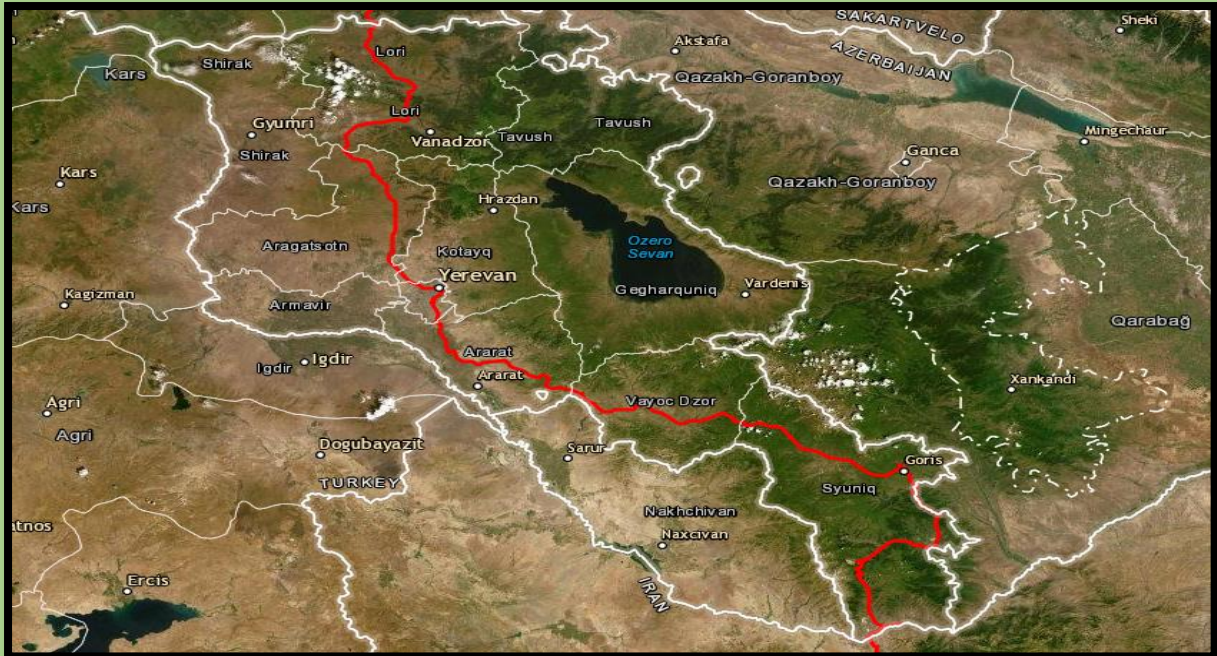 SAKARTVELO
Sheki
Lori
Akstafa
AZERBAIJAN
Shirak
Kars
Qazakh-Goranboy
Lori
Gyumri
Vanadzor
Tavush
Tavush
Mingechaur
Shirak
Ganca
Kars
Qazakh-Goranboy
Hrazdan
Kars
Aragatsotn
Kotayq
Ozero
Sevan
Yerevan
Gegharquniq
Vardenis
Kagizman
Armavir
Qarabağ
Ararat
Igdir
Igdir
Ararat
Xankandi
Vayoc Dzor
Agri
Agri
Dogubayazit
Sarur
Goris
TURKEY
Syuniq
Nakhchivan
atnos
Naxcivan
Ercis
IRAN